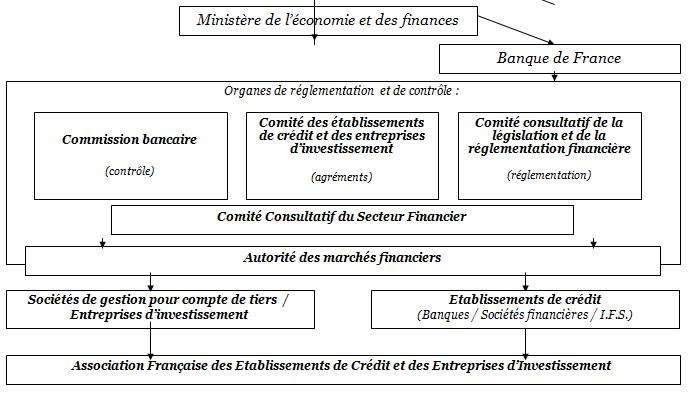 Ministère de l'économie et des finances
Banque de France
Organes de réglementation et de contrôle :
Commission bancaire
(contrôle)
Comité des établissements
de crédit et des entreprises
d'investissement
(agréments)
Comité consultatif de la
législation et de la
réglementation financière
(réglementation)
Comité Consultatif du Secteur Financier
Autorité des marchés financiers
Sociétés de gestion pour compte de tiers /
Entreprises d'investissement
Etablissements de crédit
(Banques / Sociétés financières / I.F.S.)
Association Française des Etablissements de Crédit et des Entreprises d'Investissement